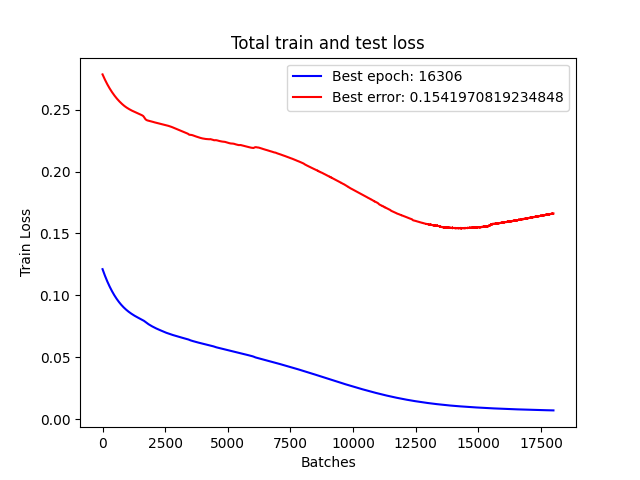 Total train and test loss
Best epoch: 16306
Best error: 0.1541970819234848
Train Loss
0.25
0.20
0.15
0.10
0.05
0.00
0 2500 5000 7500 10000 12500 15000 17500
Batches